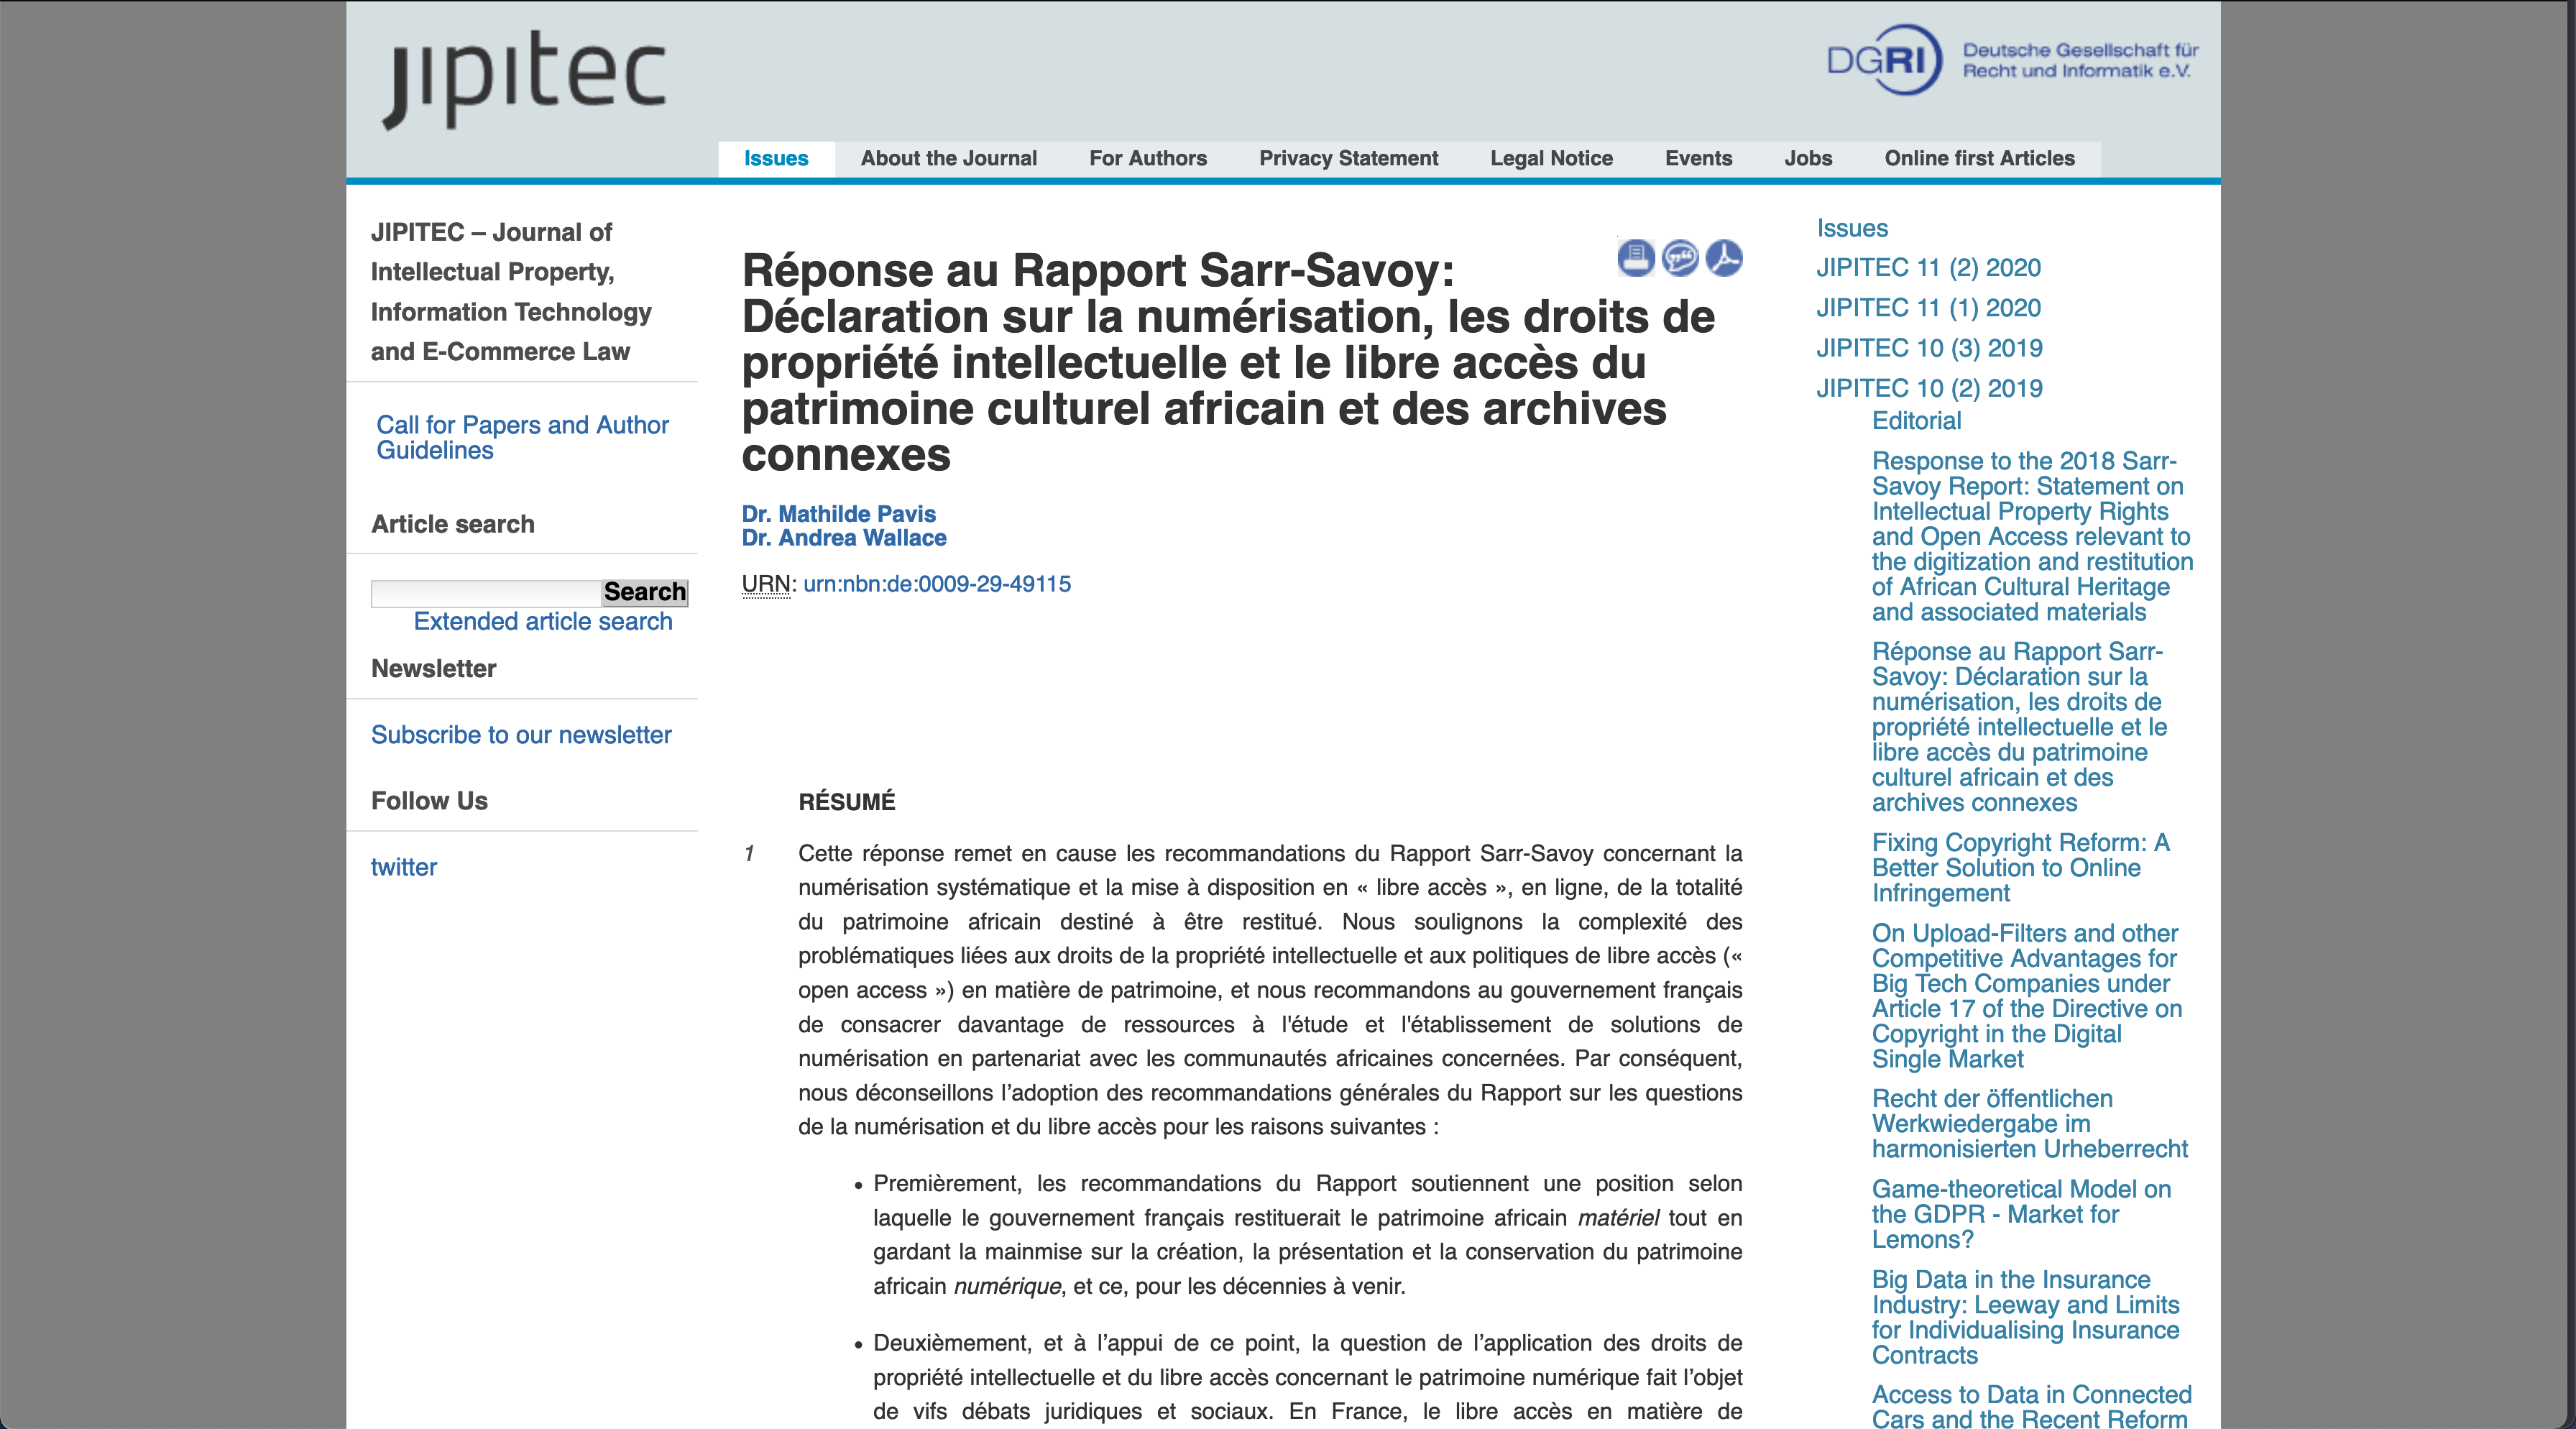 jipitec
DGRI
Deutsche Gesellschaft für
Recht und Informatik e.V.
Issues
About the Journal
For Authors
Privacy Statement
Legal Notice
Events
Jobs
Online first Articles
JIPITEC – Journal of
Intellectual Property,
Information Technology
and E-Commerce Law
Call for Papers and Author
Guidelines
Article search
Search
Extended article search
Newsletter
Subscribe to our newsletter
Follow Us
twitter
Réponse au Rapport Sarr-Savoy:
Déclaration sur la numérisation, les droits de
propriété intellectuelle et le libre accès du
patrimoine culturel africain et des archives
connexes
Dr. Mathilde Pavis
Dr. Andrea Wallace
URN: urn:nbn:de:0009-29-49115
RÉSUMÉ
1 Cette réponse remet en cause les recommandations du Rapport Sarr-Savoy concernant la
numérisation systématique et la mise à disposition en « libre accès », en ligne, de la totalité
du patrimoine africain destiné à être restitué. Nous soulignons la complexité des
problématiques liées aux droits de la propriété intellectuelle et aux politiques de libre accès («
open access ») en matière de patrimoine, et nous recommandons au gouvernement français
de consacrer davantage de ressources à l'étude et l'établissement de solutions de
numérisation en partenariat avec les communautés africaines concernées. Par conséquent,
nous déconseillons l’adoption des recommandations générales du Rapport sur les questions
de la numérisation et du libre accès pour les raisons suivantes :
• Premièrement, les recommandations du Rapport soutiennent une position selon
laquelle le gouvernement français restituerait le patrimoine africain matériel tout en
gardant la mainmise sur la création, la présentation et la conservation du patrimoine
africain numérique, et ce, pour les décennies à venir.
• Deuxièmement, et à l’appui de ce point, la question de l’application des droits de
propriété intellectuelle et du libre accès concernant le patrimoine numérique fait l’objet
de vifs débats juridiques et sociaux. En France, le libre accès en matière de
Issues
JIPITEC 11 (2) 2020
JIPITEC 11 (1) 2020
JIPITEC 10 (3) 2019
JIPITEC 10 (2) 2019
Editorial
Response to the 2018 Sarr-
Savoy Report: Statement on
Intellectual Property Rights
and Open Access relevant to
the digitization and restitution
of African Cultural Heritage
and associated materials
Réponse au Rapport Sarr-
Savoy: Déclaration sur la
numérisation, les droits de
propriété intellectuelle et le
libre accès du patrimoine
culturel africain et des
archives connexes
Fixing Copyright Reform: A
Better Solution to Online
Infringement
On Upload-Filters and other
Competitive Advantages for
Big Tech Companies under
Article 17 of the Directive on
Copyright in the Digital
Single Market
Recht der öffentlichen
Werkwiedergabe im
harmonisierten Urheberrecht
Game-theoretical Model on
the GDPR - Market for
Lemons?
Big Data in the Insurance
Industry: Leeway and Limits
for Individualising Insurance
Contracts
Access to Data in Connected
Cars and the Recent Reform